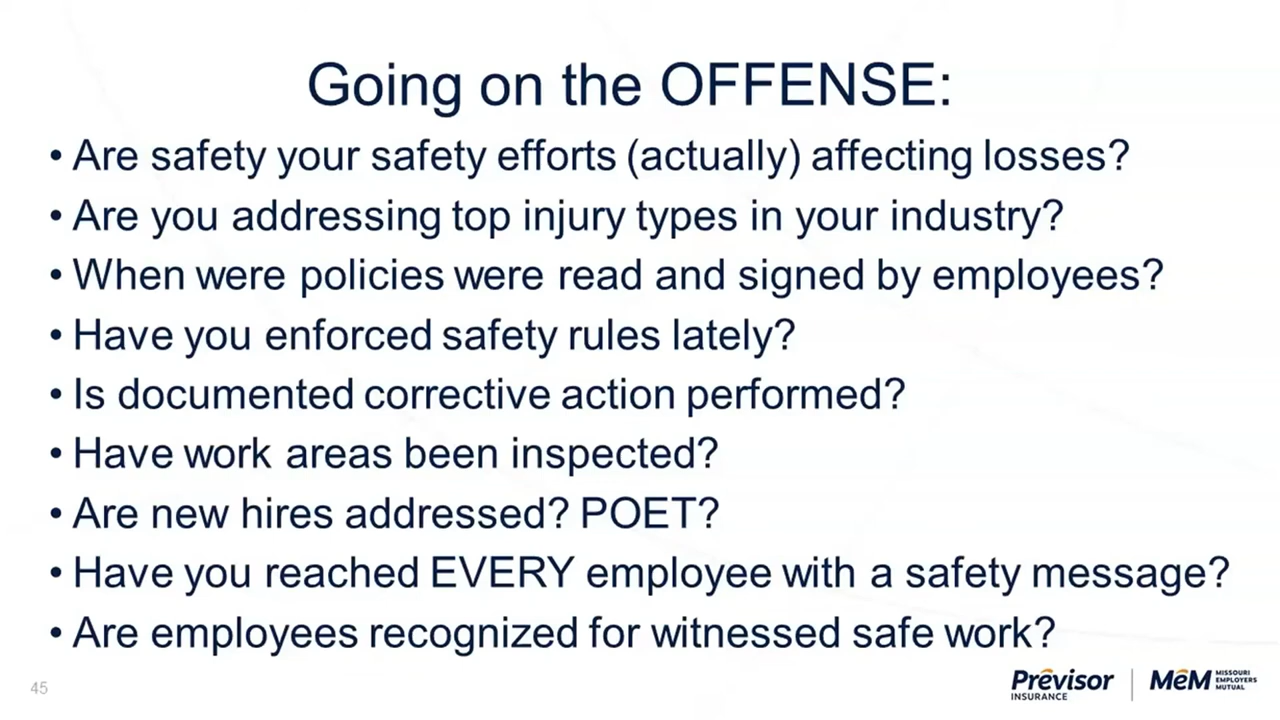 Going on the OFFENSE:
• Are safety your safety efforts (actually) affecting losses?
• Are you addressing top injury types in your industry?
• When were policies were read and signed by employees?
• Have you enforced safety rules lately?
• Is documented corrective action performed?
• Have work areas been inspected?
• Are new hires addressed? POET?
• Have you reached EVERY employee with a safety message?
• Are employees recognized for witnessed safe work?
45
Prēvisor
INSURANCE
MēM
MISSOURI
EMPLOYERS
MUTUAL